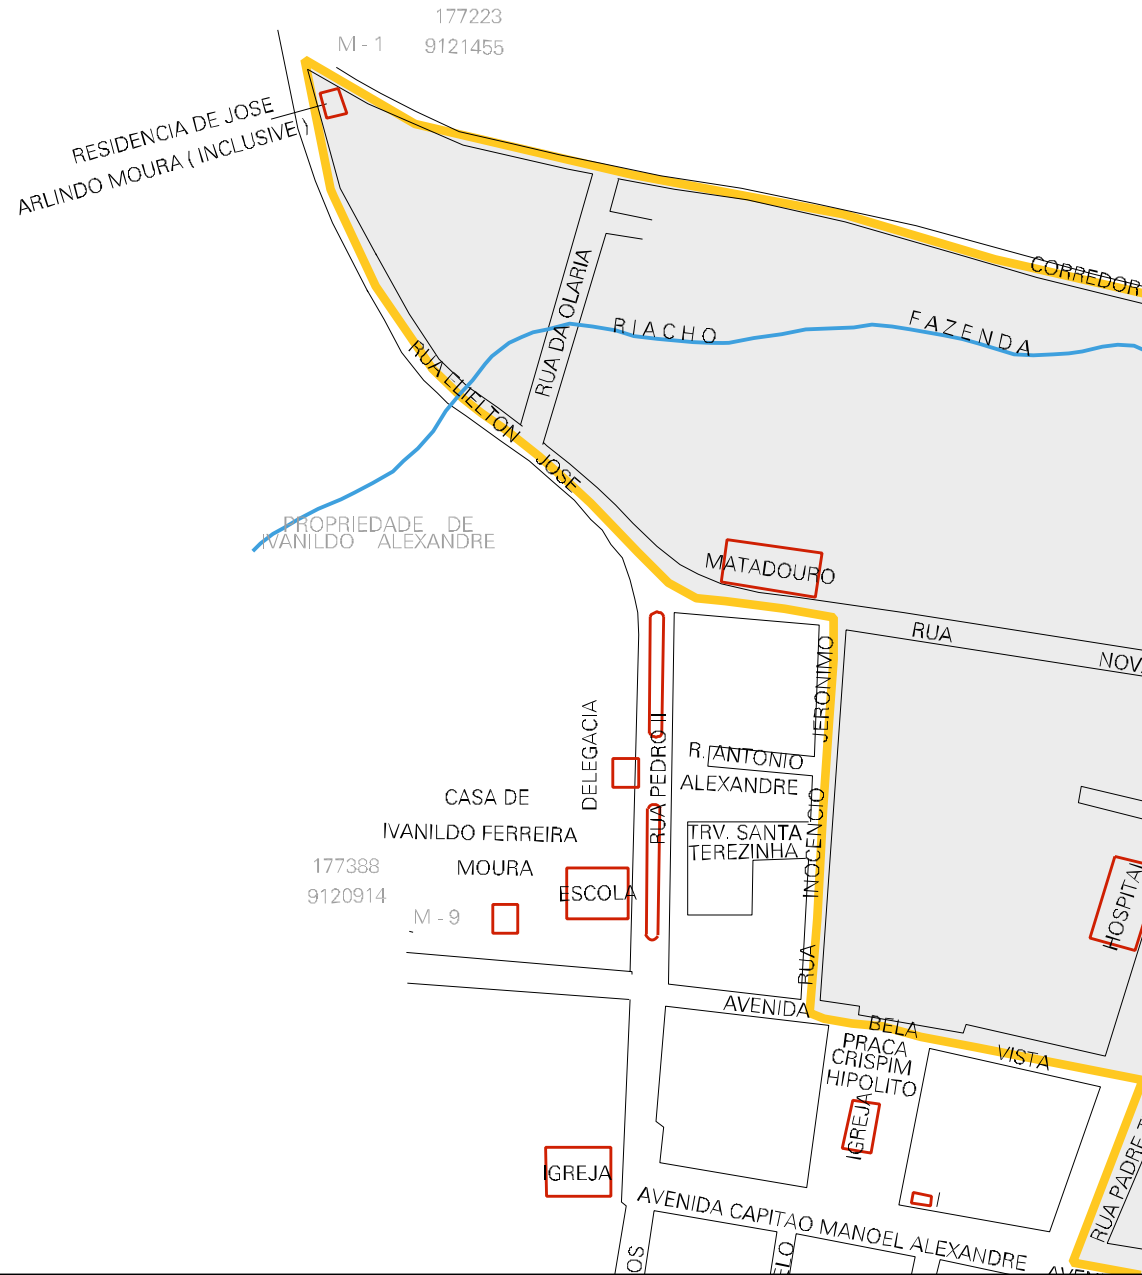 177223
M - 1 9121455
RESIDENCIA DE JOSE
ARLINDO MOURA ( INCLUSIVE )
CORREDOR
RUA DA OLARIA
RIACHO
FAZENDA
RUA ELIELTON JOSE
PROPRIEDADE DE
IVANILDO ALEXANDRE
MATADOURO
RUA
DELEGACIA
RUA PEDRO II
RUA INOCENCIO JERONIMO
R. ANTONIO
ALEXANDRE
TRV. SANTA
TEREZINHA
CASA DE
IVANILDO FERREIRA
MOURA
177388
9120914
M - 9
ESCOLA
HOSPITAL
AVENIDA BELA VISTA
PRACA
CRISPIM
HIPOLITO
IGREJA
IGREJA
RUA PADRE
AVENIDA CAPITAO MANOEL ALEXANDRE
OS
ELO